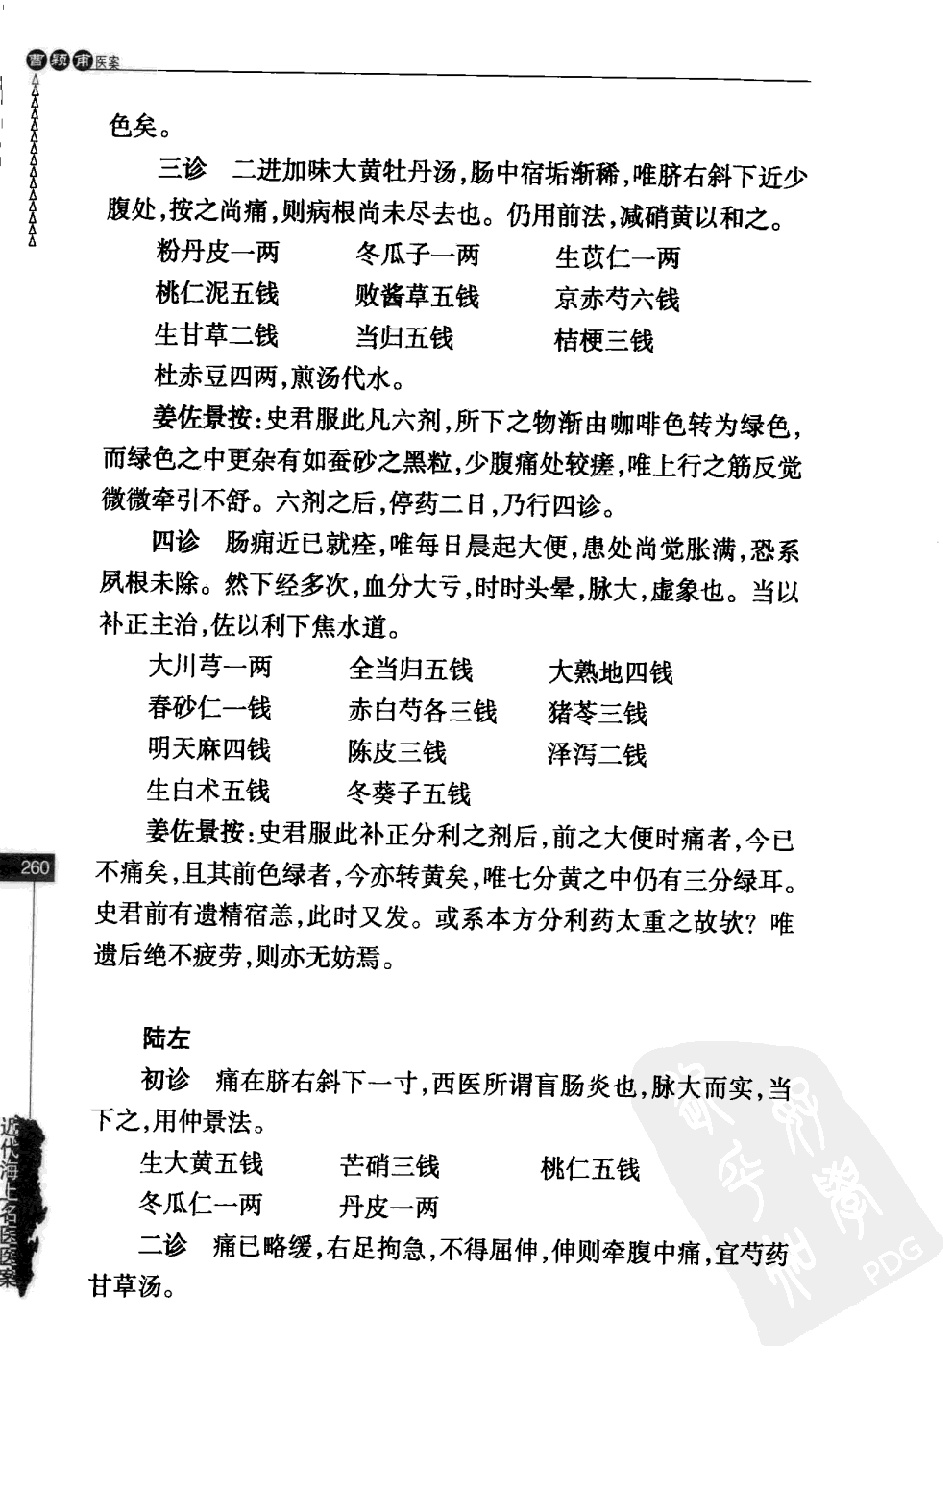 曹颖甫医案
色矣。
三诊 二进加味大黄牡丹汤,肠中宿垢渐稀,唯脐右斜下近少
腹处,按之尚痛,则病根尚未尽去也。仍用前法,减硝黄以和之。
粉丹皮一两 冬瓜子一两 生苡仁一两
桃仁泥五钱 败酱草五钱 京赤芍六钱
生甘草二钱 当归五钱 桔梗三钱
杜赤豆四两,煎汤代水。
姜佐景按:史君服此凡六剂,所下之物渐由咖啡色转为绿色,
而绿色之中更杂有如蚕砂之黑粒,少腹痛处较瘥,唯上行之筋反觉
微微牵引不舒。六剂之后,停药二日,乃行四诊。
四诊 肠痈近已就痊,唯每日晨起大便,患处尚觉胀满,恐系
夙根未除。然下经多次,血分大亏,时时头晕,脉大,虚象也。当以
补正主治,佐以利下焦水道。
大川芎一两 全当归五钱 大熟地四钱
春砂仁一钱 赤白芍各三钱 猪苓三钱
明天麻四钱 陈皮三钱 泽泻二钱
生白术五钱 冬葵子五钱
姜佐景按:史君服此补正分利之剂后,前之大便时痛者,今已
不痛矣,且其前色绿者,今亦转黄矣,唯七分黄之中仍有三分绿耳。
史君前有遗精宿恙,此时又发。或系本方分利药太重之故欤?唯
遗后绝不疲劳,则亦无妨焉。
陆左
初诊 痛在脐右斜下一寸,西医所谓盲肠炎也,脉大而实,当
下之,用仲景法。
生大黄五钱 芒硝三钱 桃仁五钱
冬瓜仁一两 丹皮一两
二诊 痛已略缓,右足拘急,不得屈伸,伸则牵腹中痛,宜芍药
甘草汤。
260
近代海上名医医案
PDG